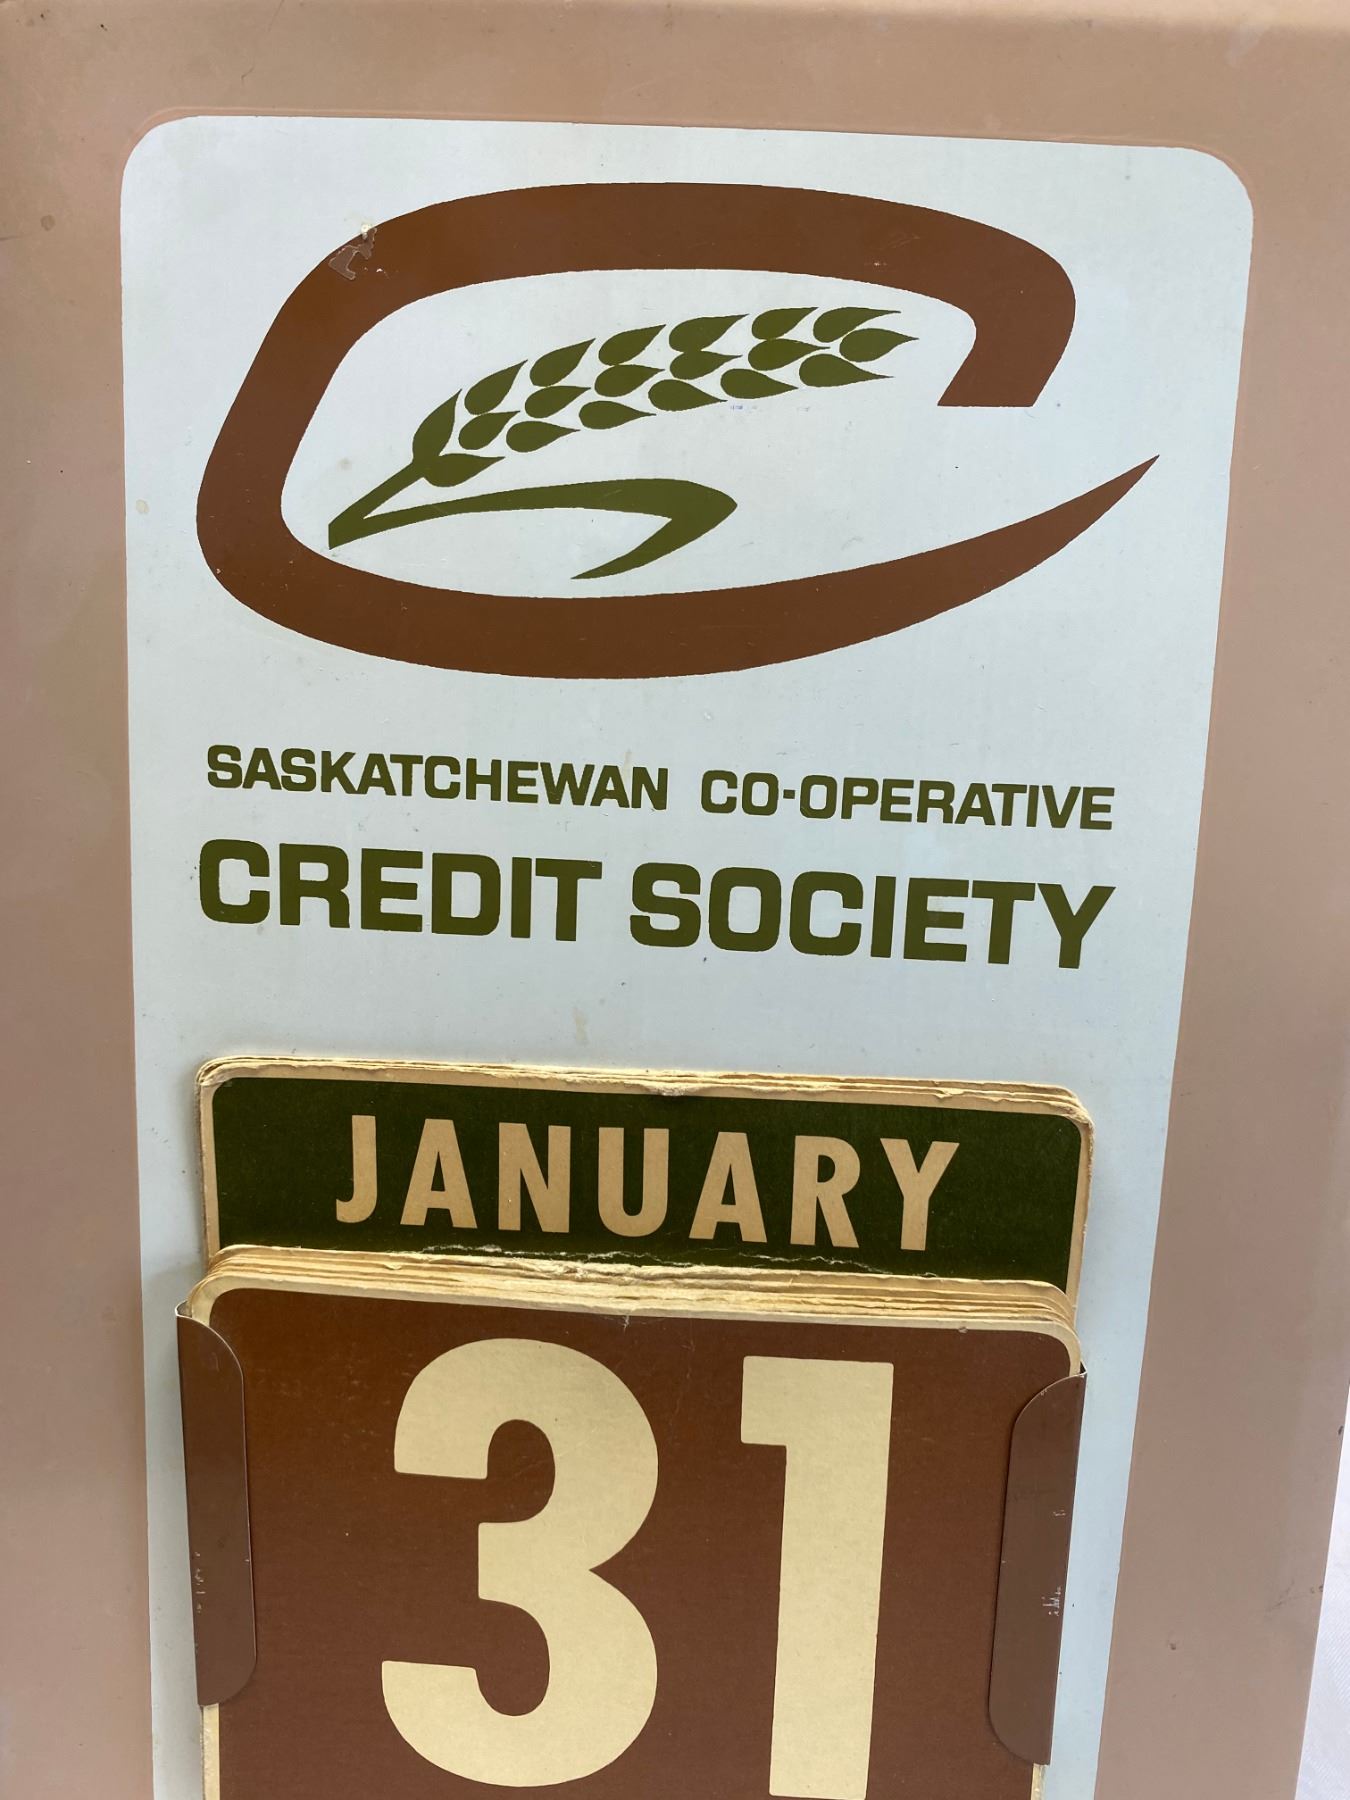 SASKATCHEWAN CO-OPERATIVE
CREDIT SOCIETY
JANUARY
31